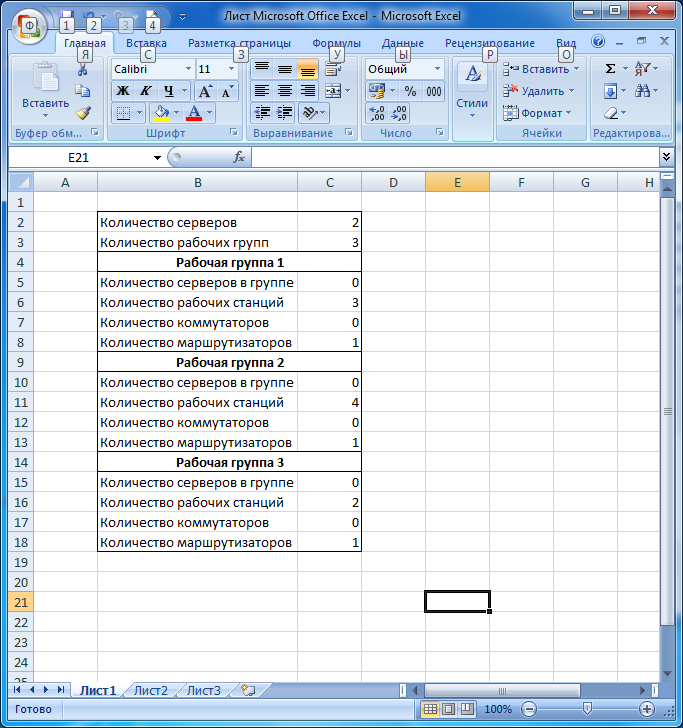 Лист Microsoft Office Excel - Microsoft Excel
Ф 1 2 3 4
Главная Вставка Разметка страницы Формулы Данные Рецензирование Вид
Я С З У Ы Р О
Вставить
Буфер обм...
Calibri 11
Ж К Ч А А
А
Шрифт
Выравнивание
Общий
% 000
,00 ,0
Число
А
Стили
Вставить
Удалить
Формат
Ячейки
Σ
Редактирова...
E21 fx
A B C D E F G H
1
2 Количество серверов 2
3 Количество рабочих групп 3
4 Рабочая группа 1
5 Количество серверов в группе 0
6 Количество рабочих станций 3
7 Количество коммутаторов 0
8 Количество маршрутизаторов 1
9 Рабочая группа 2
10 Количество серверов в группе 0
11 Количество рабочих станций 4
12 Количество коммутаторов 0
13 Количество маршрутизаторов 1
14 Рабочая группа 3
15 Количество серверов в группе 0
16 Количество рабочих станций 2
17 Количество коммутаторов 0
18 Количество маршрутизаторов 1
19
20
21
22
23
24
25
Лист1 Лист2 Лист3
Готово 100%